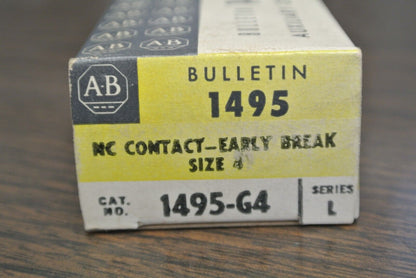 A-B
BULLETIN
1495
NC CONTACT-EARLY BREAK
SIZE 4
CAT. NO.
1495-G4
SERIES
L